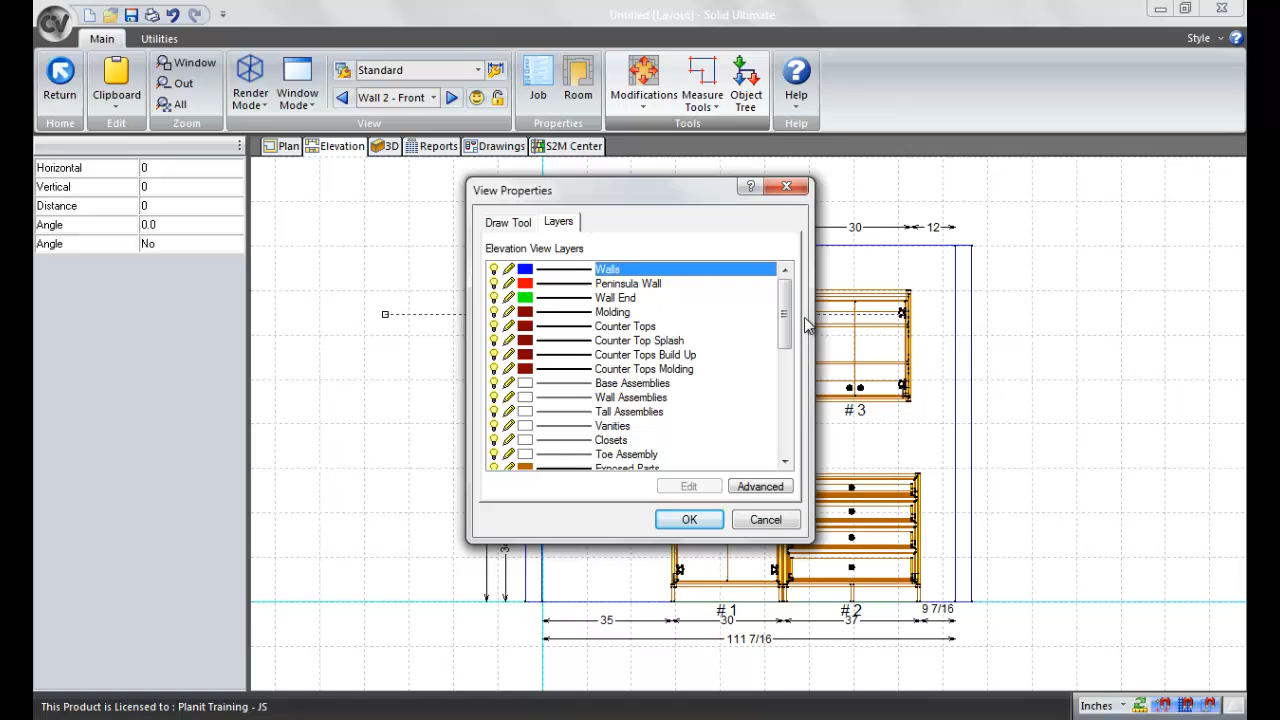 CV
Untitled [Layout] - Solid Ultimate
Main
Utilities
Style
Return
Clipboard
Window
Out
All
Render
Mode
Window
Mode
Standard
Wall 2 - Front
Job
Room
Modifications
Measure
Tools
Object
Tree
Help
Home
Edit
Zoom
View
Properties
Tools
Help
Plan
Elevation
3D
Reports
Drawings
S2M Center
Horizontal 0
Vertical 0
Distance 0
Angle 0.0
Angle No
View Properties
Draw Tool
Layers
Elevation View Layers
Walls
Peninsula Wall
Wall End
Molding
Counter Tops
Counter Top Splash
Counter Tops Build Up
Counter Tops Molding
Base Assemblies
Wall Assemblies
Tall Assemblies
Vanities
Closets
Toe Assembly
Exposed Parts
Edit
Advanced
OK
Cancel
30
12
# 3
# 1
# 2
9 7/16
35
30
37
111 7/16
This Product is Licensed to : Planit Training - JS
Inches